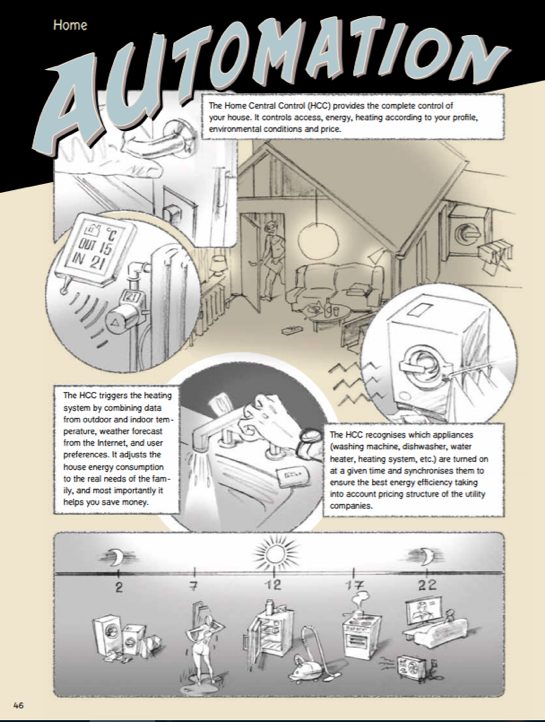 Home
AUTOMATION
The Home Central Control (HCC) provides the complete control of
your house. It controls access, energy, heating according to your profile,
environmental conditions and price.
°C
OUT 15
IN 21
21
The HCC triggers the heating
system by combining data
from outdoor and indoor tem-
perature, weather forecast
from the Internet, and user
preferences. It adjusts the
house energy consumption
to the real needs of the fam-
ily, and most importantly it
helps you save money.
The HCC recognises which appliances
(washing machine, dishwasher, water
heater, heating system, etc.) are turned on
at a given time and synchronises them to
ensure the best energy efficiency taking
into account pricing structure of the utility
companies.
2 7 12 17 22
46